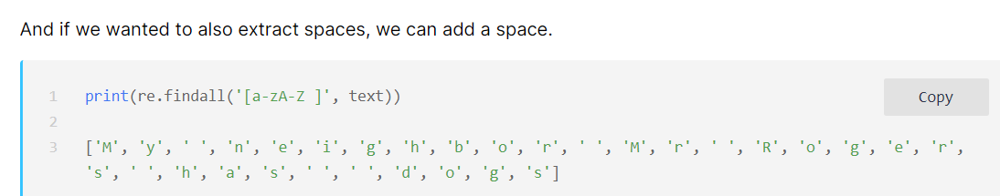 And if we wanted to also extract spaces, we can add a space.
1 print(re.findall('[a-zA-Z ]', text))
Copy
2
3 ['M', 'y', ' ', 'n', 'e', 'i', 'g', 'h', 'b', 'o', 'r', ' ', 'M', 'r', ' ', 'R', 'o', 'g', 'e', 'r',
's', ' ', 'h', 'a', 's', ' ', ' ', 'd', 'o', 'g', 's']